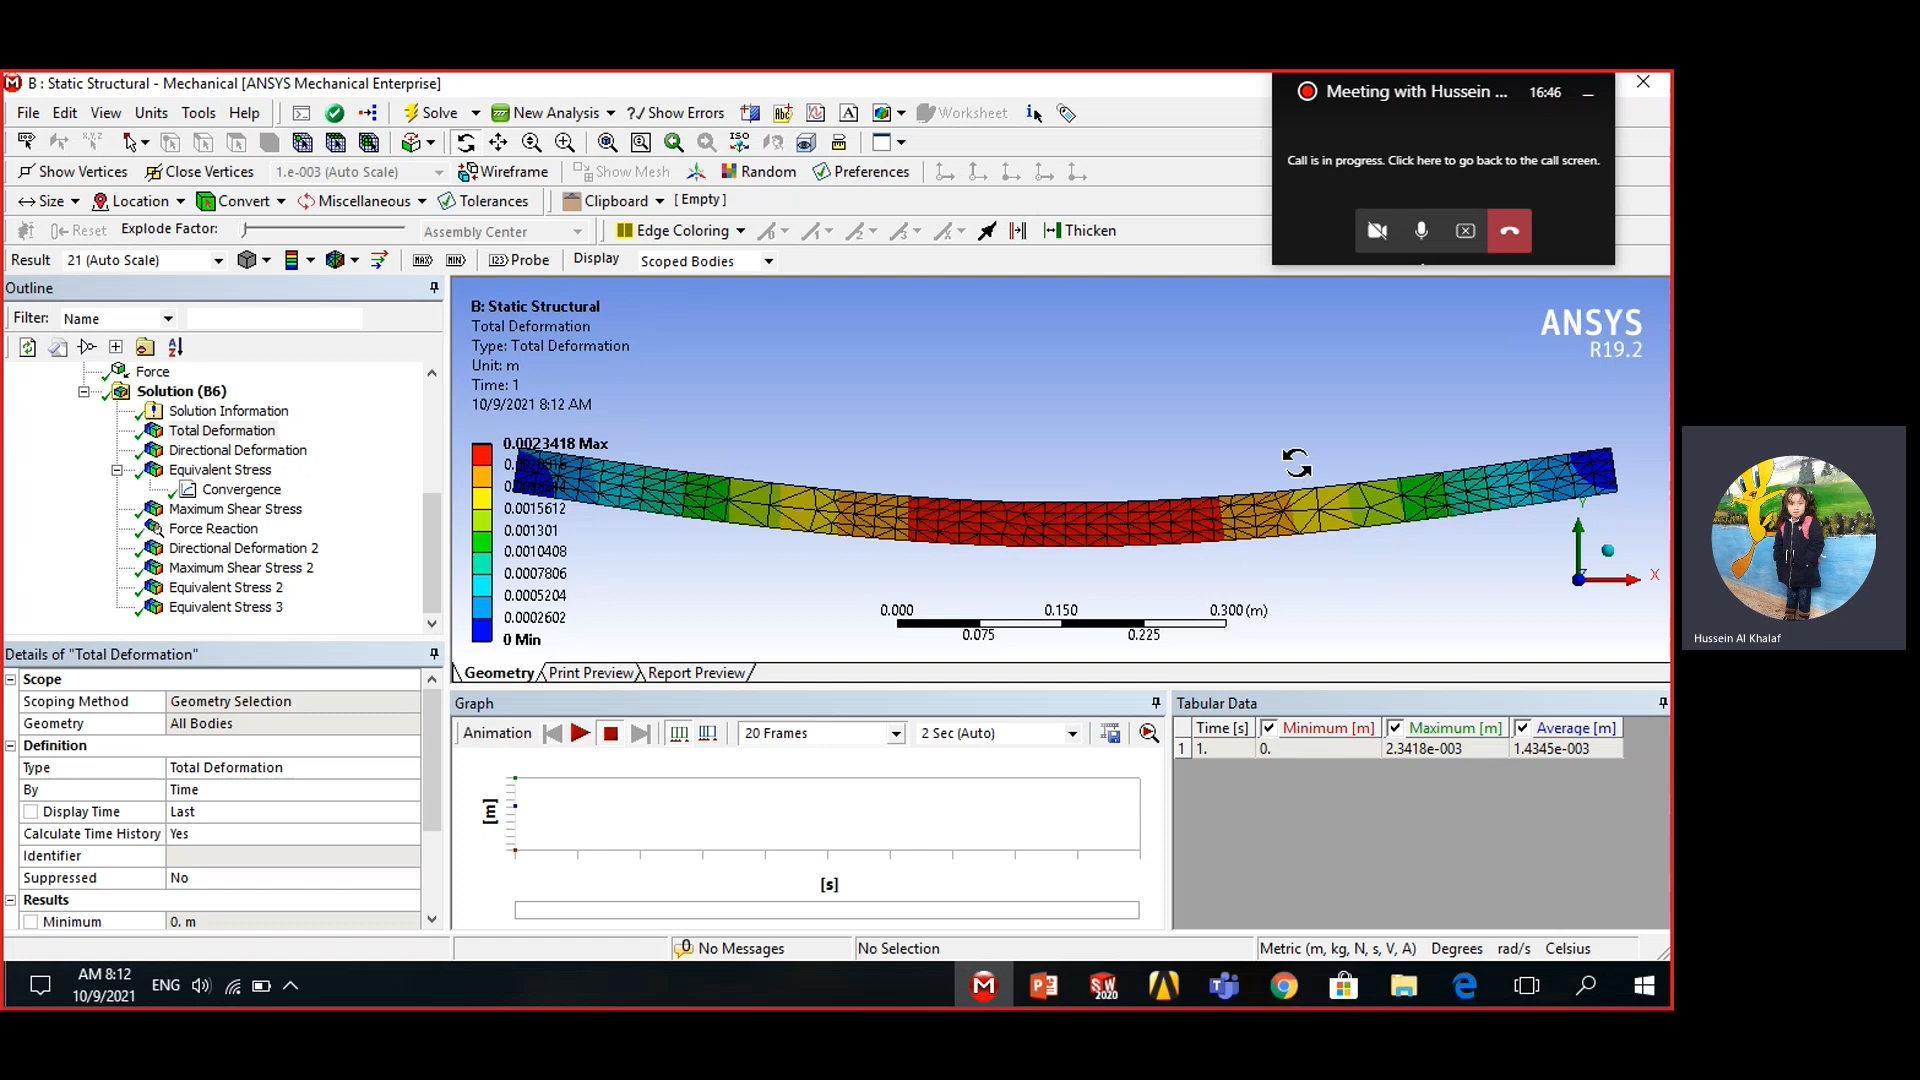 B : Static Structural - Mechanical [ANSYS Mechanical Enterprise]
File Edit View Units Tools Help Solve New Analysis ?/ Show Errors Worksheet
Show Vertices Close Vertices 1.e-003 (Auto Scale) Wireframe Show Mesh Random Preferences
Size Location Convert Miscellaneous Tolerances Clipboard [ Empty ]
Reset Explode Factor: Assembly Center Edge Coloring Thicken
Result 21 (Auto Scale) MAX MIN Probe Display Scoped Bodies
Meeting with Hussein ... 16:46
Call is in progress. Click here to go back to the call screen.
Outline
Filter: Name
Force
Solution (B6)
Solution Information
Total Deformation
Directional Deformation
Equivalent Stress
Convergence
Maximum Shear Stress
Force Reaction
Directional Deformation 2
Maximum Shear Stress 2
Equivalent Stress 2
Equivalent Stress 3
B: Static Structural
Total Deformation
Type: Total Deformation
Unit: m
Time: 1
10/9/2021 8:12 AM
ANSYS
R19.2
0.0023418 Max
0.0015612
0.001301
0.0010408
0.0007806
0.0005204
0.0002602
0 Min
0.000 0.150 0.300 (m)
0.075 0.225
Y
X
Z
Geometry Print Preview Report Preview
Details of "Total Deformation"
Scope
Scoping Method Geometry Selection
Geometry All Bodies
Definition
Type Total Deformation
By Time
Display Time Last
Calculate Time History Yes
Identifier
Suppressed No
Results
Minimum 0. m
Graph
Animation 20 Frames 2 Sec (Auto)
[m]
[s]
Tabular Data
Time [s] Minimum [m] Maximum [m] Average [m]
1 1. 0. 2.3418e-003 1.4345e-003
0 No Messages No Selection Metric (m, kg, N, s, V, A) Degrees rad/s Celsius
AM 8:12
10/9/2021
ENG
SW
2020
Hussein Al Khalaf